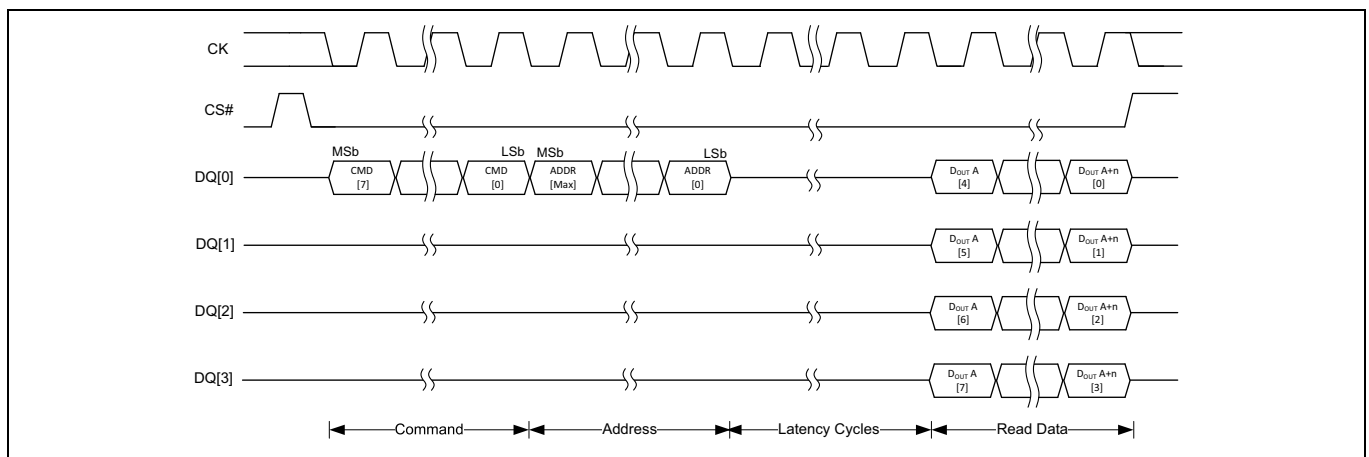 CK
CS#
MSb LSb MSb LSb
DQ[0] CMD [7] CMD [0] ADDR [Max] ADDR [0] DOUT A [4] DOUT A+n [0]
DQ[1] DOUT A [5] DOUT A+n [1]
DQ[2] DOUT A [6] DOUT A+n [2]
DQ[3] DOUT A [7] DOUT A+n [3]
Command Address Latency Cycles Read Data